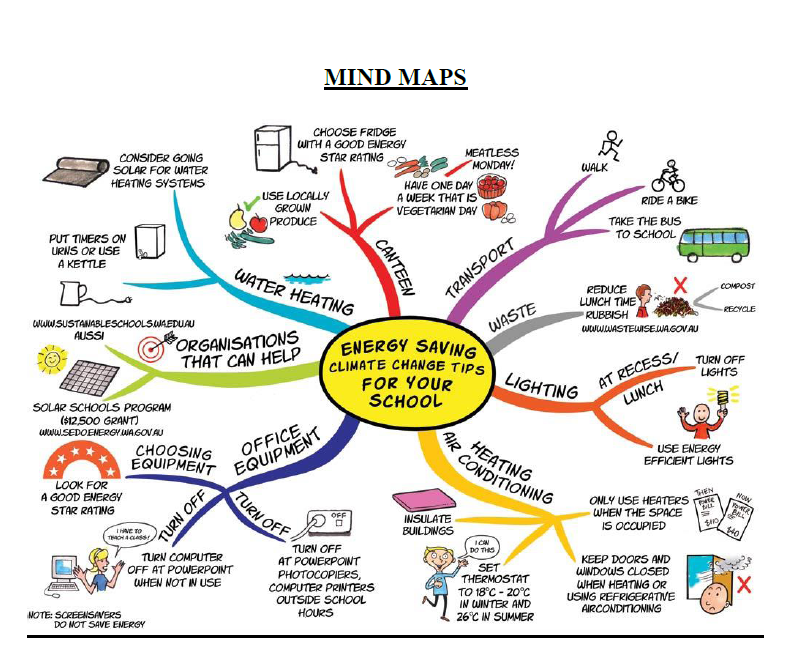 MIND MAPS
CONSIDER GOING
SOLAR FOR WATER
HEATING SYSTEMS
PUT TIMERS ON
URNS OR USE
A KETTLE
WATER HEATING
CHOOSE FRIDGE
WITH A GOOD ENERGY
STAR RATING
MEATLESS
MONDAY!
HAVE ONE DAY
A WEEK THAT IS
VEGETARIAN DAY
USE LOCALLY
GROWN
PRODUCE
CANTEEN
TRANSPORT
WALK
RIDE A BIKE
TAKE THE BUS
TO SCHOOL
WASTE
REDUCE
LUNCH TIME
RUBBISH
WWW.WASTEWISE.WA.GOV.AU
COMPOST
RECYCLE
WWW.SUSTANABLESCHOOLS.WA.EDU.AU
AUSSI
ORGANISATIONS
THAT CAN HELP
SOLAR SCHOOLS PROGRAM
($12,500 GRANT)
WWW.SEDO.ENERGY.WA.GOV.AU
ENERGY SAVING
CLIMATE CHANGE TIPS
FOR YOUR
SCHOOL
LIGHTING
AT RECESS/
LUNCH
TURN OFF
LIGHTS
USE ENERGY
EFFICIENT LIGHTS
OFFICE
EQUIPMENT
CHOOSING
EQUIPMENT
LOOK FOR
A GOOD ENERGY
STAR RATING
TURN OFF
I HAVE TO
TEACH A CLASS!
TURN COMPUTER
OFF AT POWERPOINT
WHEN NOT IN USE
NOTE: SCREENSAVERS
DO NOT SAVE ENERGY
TURN OFF
OFF
TURN OFF
AT POWERPOINT
PHOTOCOPIERS,
COMPUTER PRINTERS
OUTSIDE SCHOOL
HOURS
HEATING
AIR CONDITIONING
INSULATE
BUILDINGS
I CAN
DO THIS
SET
THERMOSTAT
TO 18°C - 20°C
IN WINTER AND
26°C IN SUMMER
ONLY USE HEATERS
WHEN THE SPACE
IS OCCUPIED
THEN
POWER
BILL
$110
NOW
POWER
BILL
$40
KEEP DOORS AND
WINDOWS CLOSED
WHEN HEATING OR
USING REFRIGERATIVE
AIRCONDITIONING